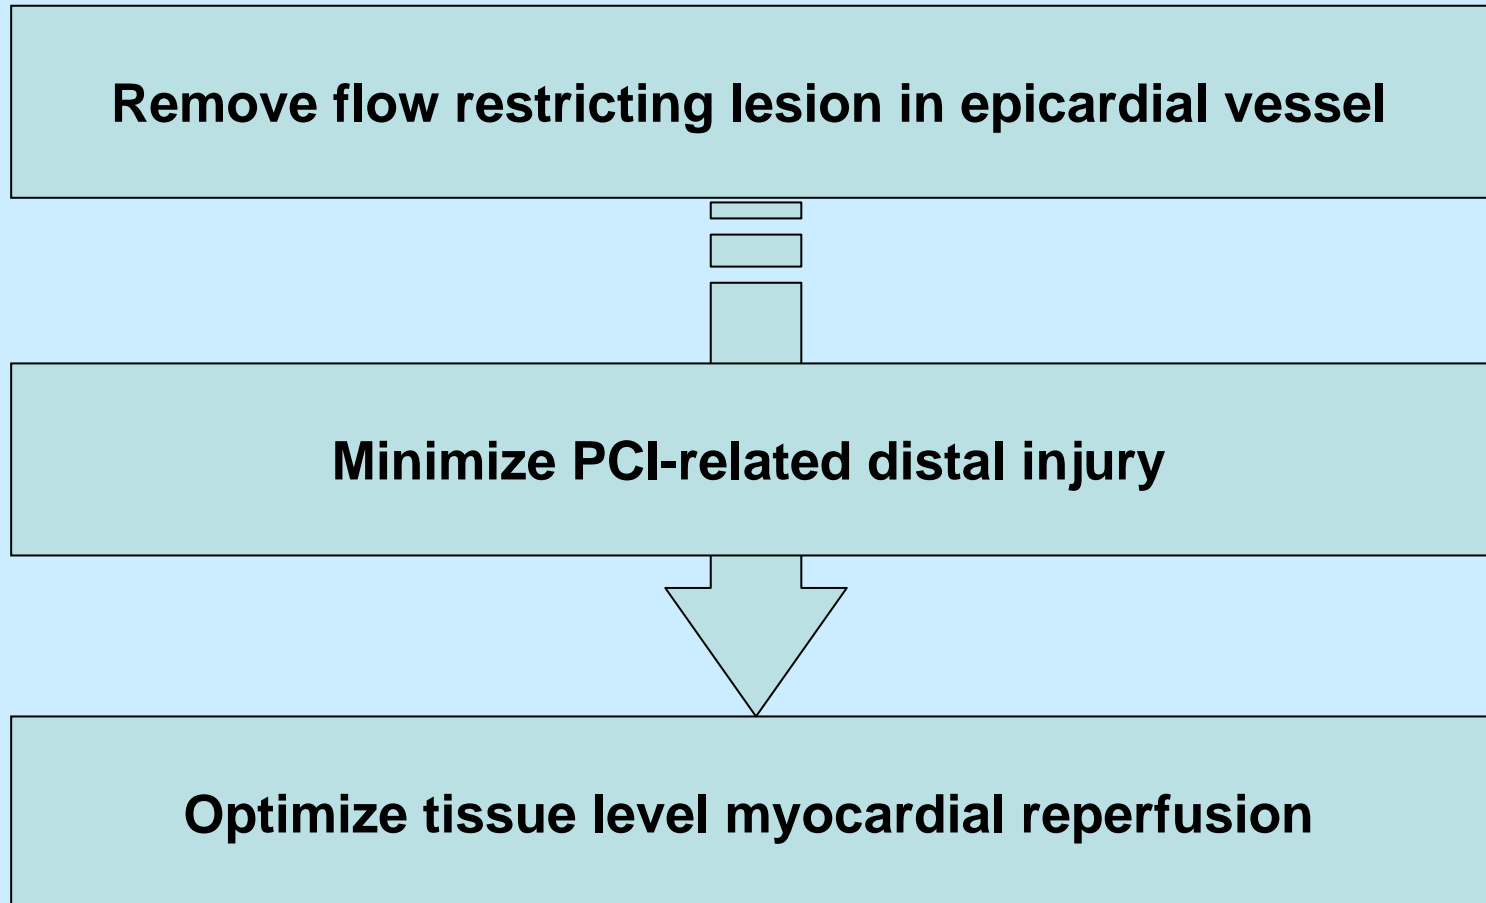 Remove flow restricting lesion in epicardial vessel
Minimize PCI-related distal injury
Optimize tissue level myocardial reperfusion